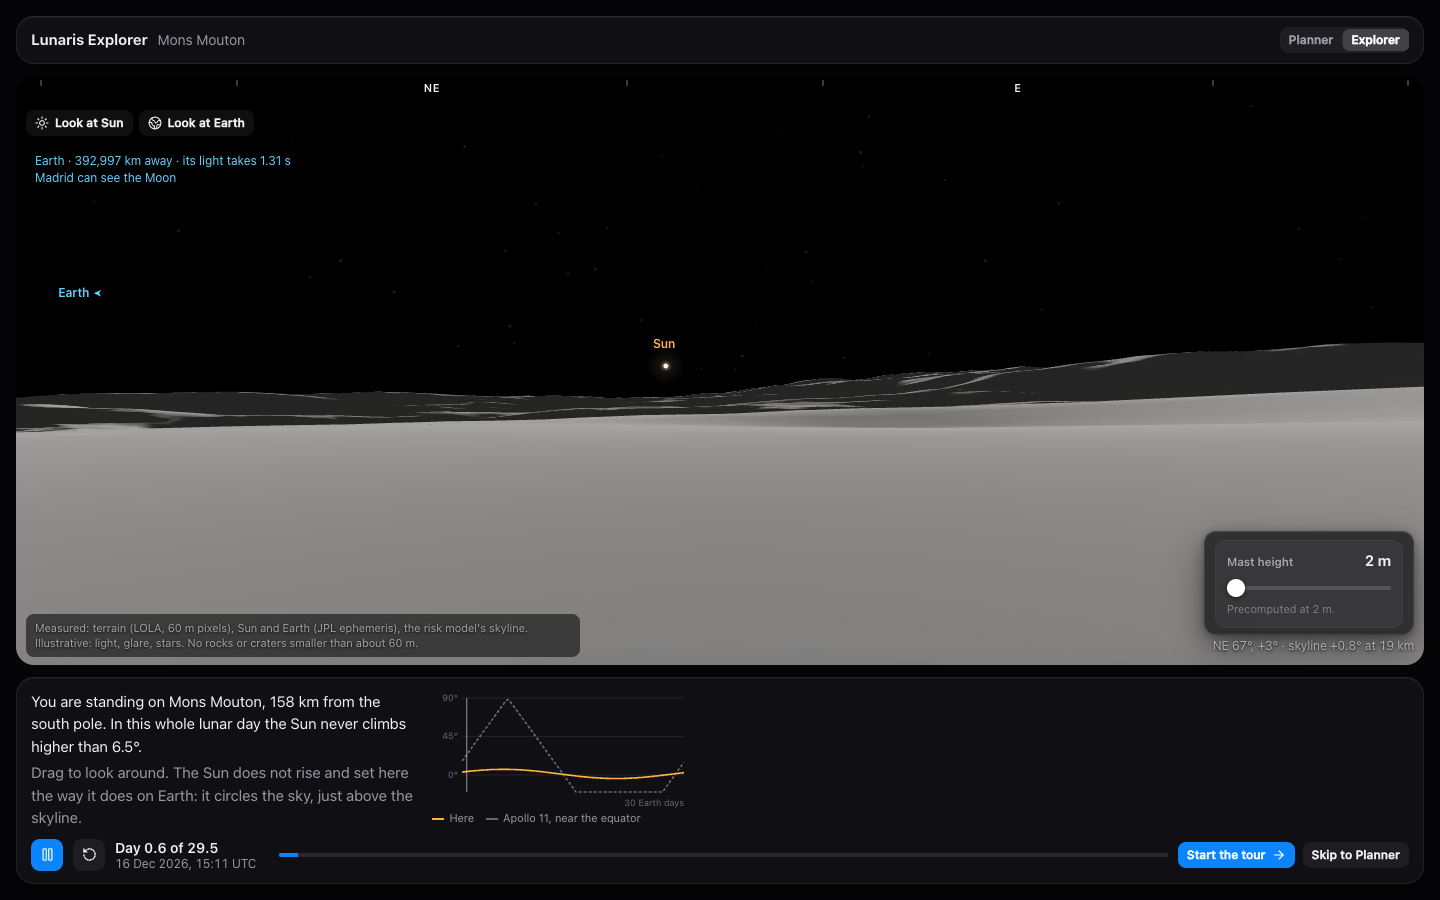 Lunaris Explorer Mons Mouton
Planner Explorer
NE E
Look at Sun Look at Earth
Earth · 392,997 km away · its light takes 1.31 s
Madrid can see the Moon
Earth
Sun
Mast height 2 m
Precomputed at 2 m.
Measured: terrain (LOLA, 60 m pixels), Sun and Earth (JPL ephemeris), the risk model's skyline.
Illustrative: light, glare, stars. No rocks or craters smaller than about 60 m.
NE 67°, +3° · skyline +0.8° at 19 km
You are standing on Mons Mouton, 158 km from the
south pole. In this whole lunar day the Sun never climbs
higher than 6.5°.
Drag to look around. The Sun does not rise and set here
the way it does on Earth: it circles the sky, just above the
skyline.
90°
45°
0°
30 Earth days
Here Apollo 11, near the equator
Day 0.6 of 29.5
16 Dec 2026, 15:11 UTC
Start the tour Skip to Planner